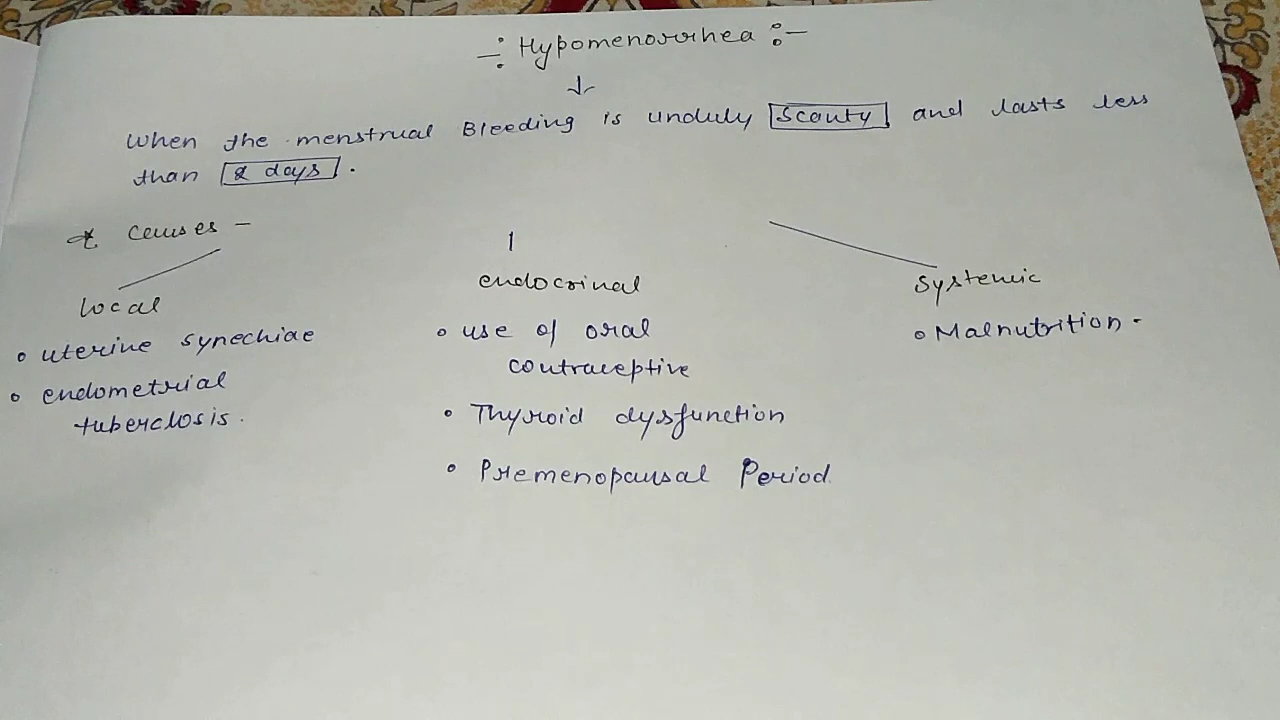 -: Hypomenorrhea :-
When the menstrual Bleeding is unduly scanty and lasts less
than 2 days.
* causes -
local
• uterine synechiae
• endometrial
tuberclosis.
endocrinal
• use of oral
contraceptive
• Thyroid dysfunction
• Premenopausal Period.
Systemic
• Malnutrition.